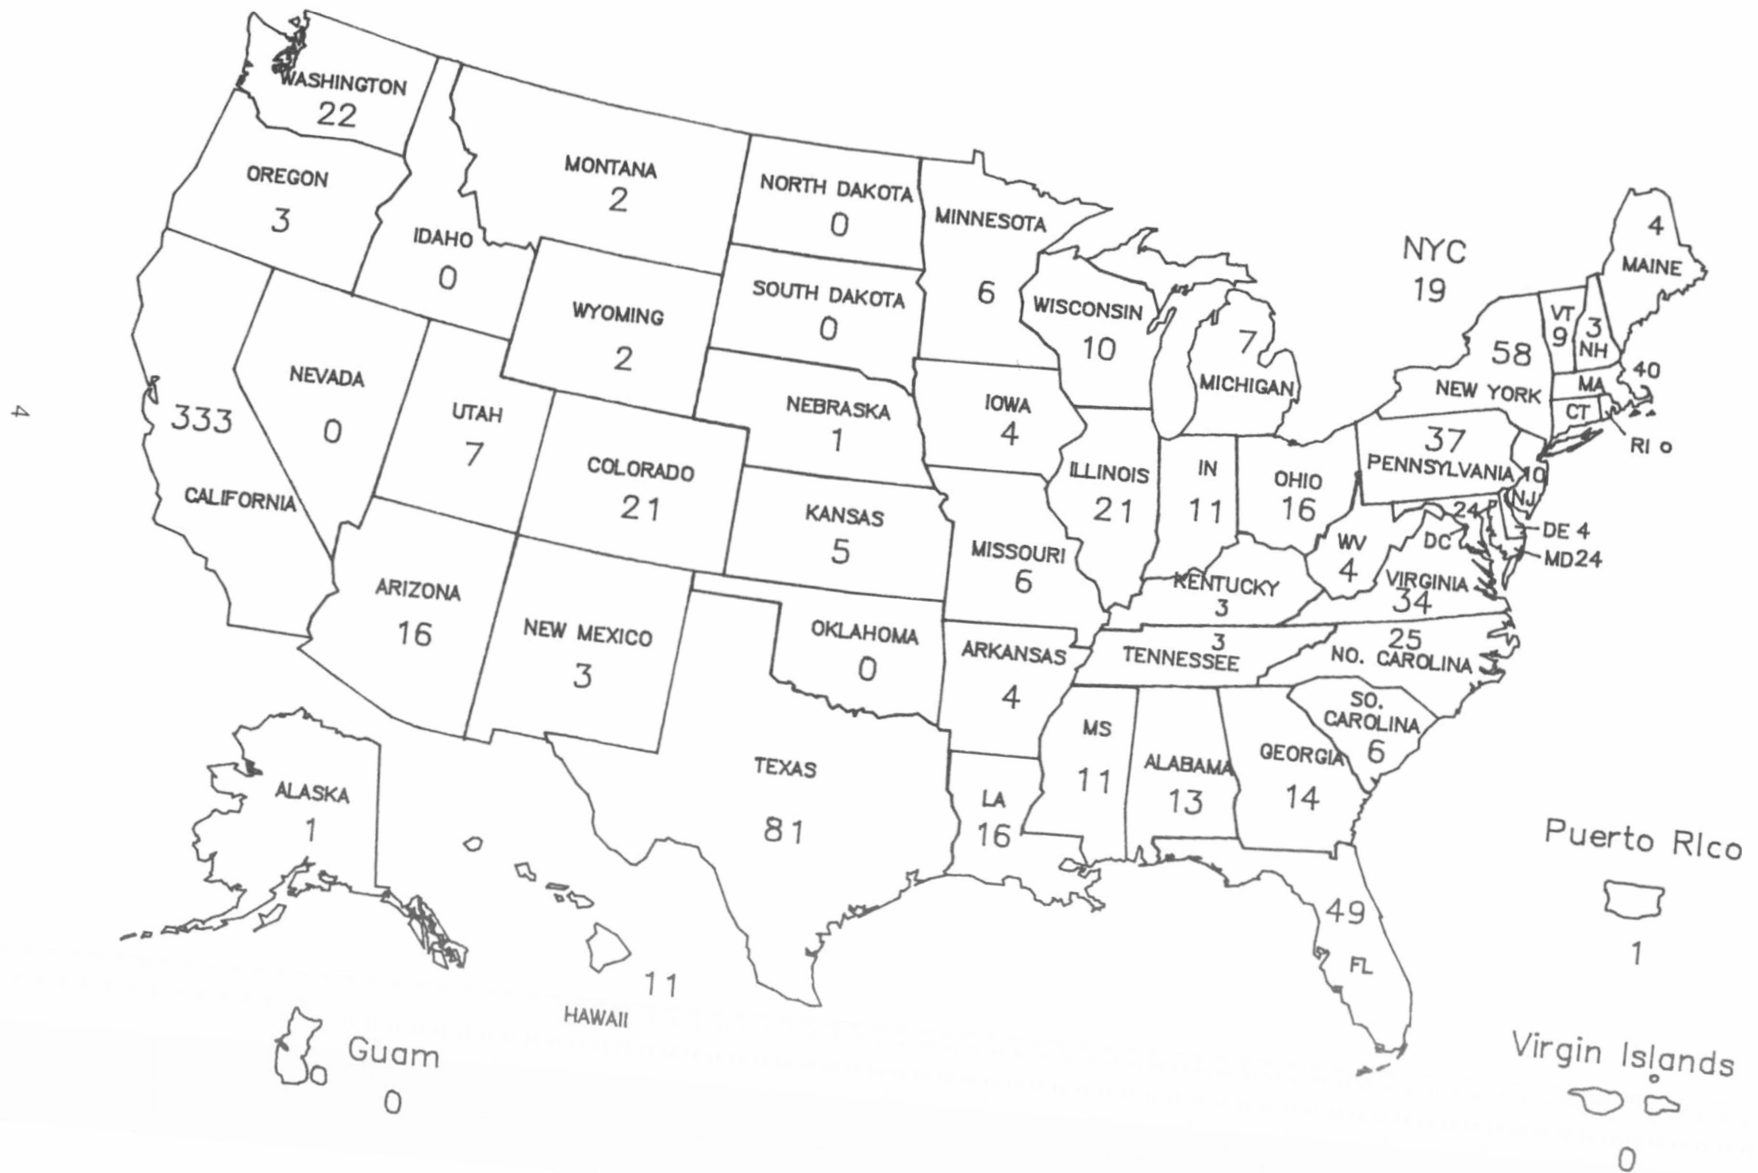 WASHINGTON
22
OREGON
3
IDAHO
0
MONTANA
2
NORTH DAKOTA
0
MINNESOTA
6
SOUTH DAKOTA
0
WYOMING
2
WISCONSIN
10
7
MICHIGAN
NYC
19
4
MAINE
VT
9
3
NH
58
NEW YORK
40
MA
CT
RI 0
333
CALIFORNIA
NEVADA
0
UTAH
7
COLORADO
21
NEBRASKA
1
IOWA
4
KANSAS
5
MISSOURI
6
ILLINOIS
21
IN
11
OHIO
16
37
PENNSYLVANIA
10
NJ
24
DC
DE 4
MD 24
WV
4
VIRGINIA
34
KENTUCKY
3
3
TENNESSEE
25
NO. CAROLINA
SO.
CAROLINA
6
ARIZONA
16
NEW MEXICO
3
OKLAHOMA
0
ARKANSAS
4
TEXAS
81
LA
16
MS
11
ALABAMA
13
GEORGIA
14
49
FL
ALASKA
1
11
HAWAII
Guam
0
Puerto RIco
1
Virgin Islands
0
4